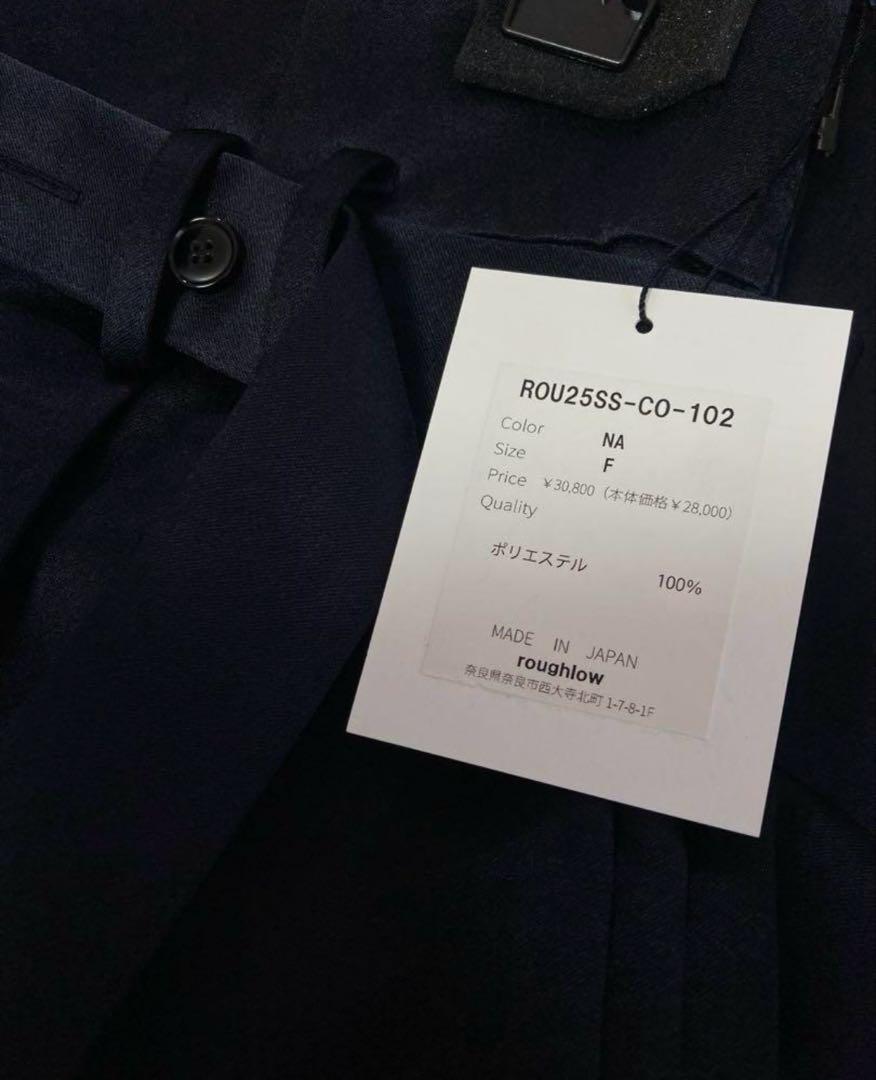 ROU25SS-CO-102
Color NA
Size F
Price ¥30,800（本体価格¥28,000）
Quality
ポリエステル 100%
MADE IN JAPAN
roughlow
奈良県奈良市西大寺北町 1-7-8-1F